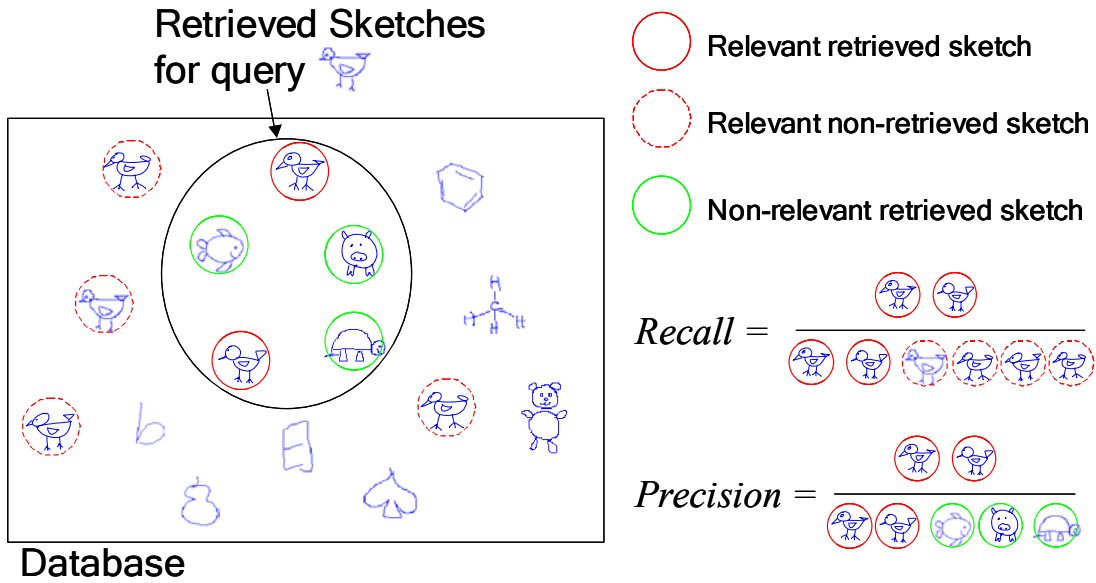 Retrieved Sketches
for query
Relevant retrieved sketch
Relevant non-retrieved sketch
Non-relevant retrieved sketch
H
C
H
H
H
b
Recall =
Precision =
Database